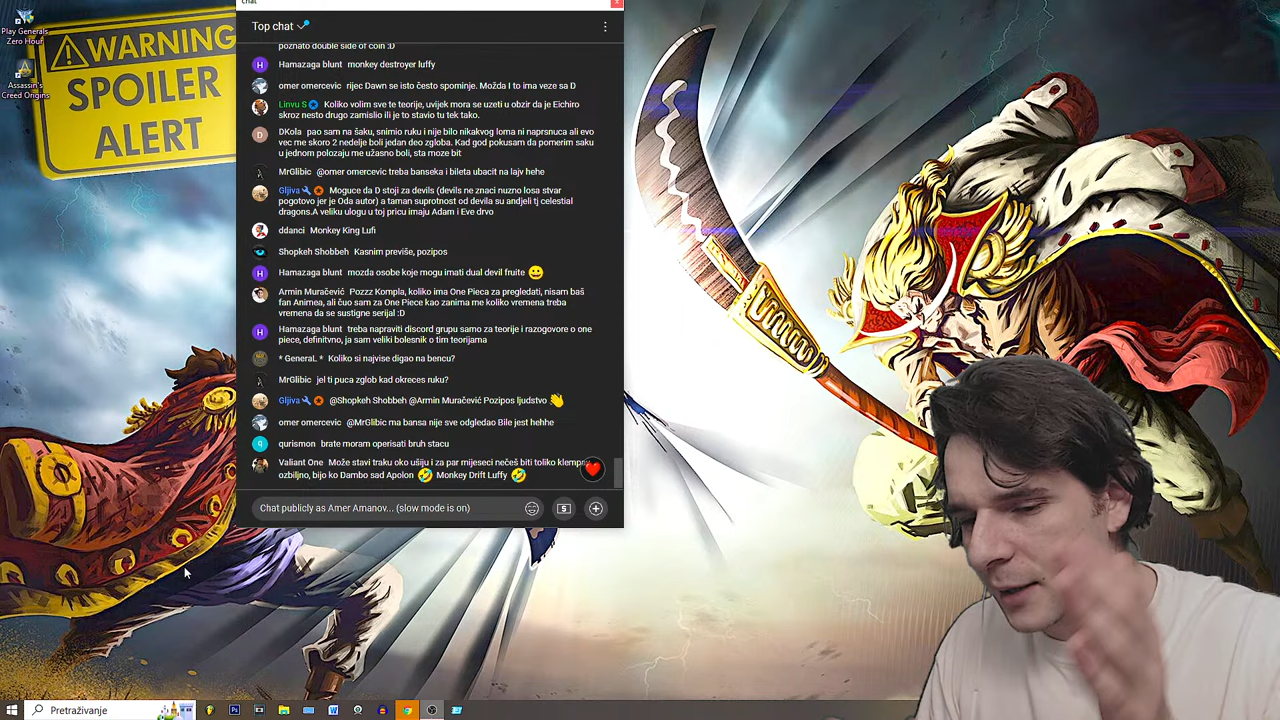 Play Generals
Zero Hour
Assassin's
Creed Origins
WARNING
SPOILER
ALERT
Chat
Top chat
poznato double side of coin :D
H Hamazaga blunt monkey destroyer luffy
omer omercevic rijec Dawn se isto često spominje. Možda I to ima veze sa D
Linvu S Koliko volim sve te teorije, uvijek mora se uzeti u obzir da je Eichiro
skroz nesto drugo zamislio ili je to stavio tu tek tako.
D DKola pao sam na šaku, snimio ruku i nije bilo nikakvog loma ni naprsnuca ali evo
vec me skoro 2 nedelje boli jedan deo zgloba. Kad god pokusam da pomerim saku
u jednom polozaju me užasno boli, sta moze bit
MrGlibic @omer omercevic treba banseka i bileta ubacit na lajv hehe
Gljiva Moguce da D stoji za devils (devils ne znaci nuzno losa stvar
pogotovo jer je Oda autor) a taman suprotnost od devila su andjeli tj celestial
dragons.A veliku ulogu u toj pricu imaju Adam i Eve drvo
ddanci Monkey King Lufi
Shopkeh Shobbeh Kasnim previše, pozipos
H Hamazaga blunt mozda osobe koje mogu imati dual devil fruite 😀
Armin Muračević Pozzz Kompla, koliko ima One Pieca za pregledati, nisam baš
fan Animea, ali čuo sam za One Piece kao zanima me koliko vremena treba
vremena da se sustigne serijal :D
H Hamazaga blunt treba napraviti discord grupu samo za teorije i razogovore o one
piece, definitvno, ja sam veliki bolesnik o tim teorijama
* GeneraL * Koliko si najvise digao na bencu?
MrGlibic jel ti puca zglob kad okreces ruku?
Gljiva @Shopkeh Shobbeh @Armin Muračević Pozipos ljudstvo 👋
omer omercevic @MrGlibic ma bansa nije sve odgledao Bile jest hehhe
q qurismon brate moram operisati bruh stacu
Valiant One Može stavi traku oko ušiju i za par mijeseci nečeš biti toliko klempav
ozbiljno, bijo ko Dambo sad Apolon 🤣 Monkey Drift Luffy 🤣
Chat publicly as Amer Amanov... (slow mode is on)
Pretraživanje